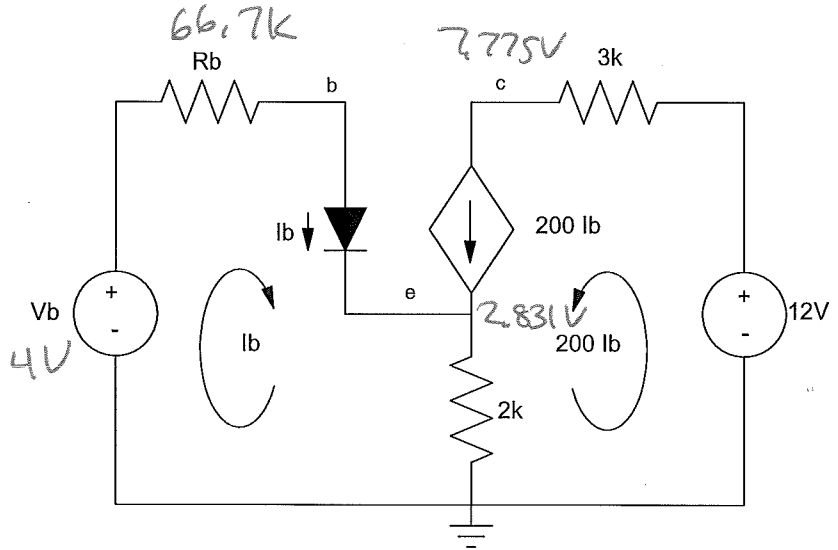 66.7K
Rb
b
7.775V
c
3k
Ib
200 Ib
e
Vb
+
-
4V
Ib
2.831V
200 Ib
+
-
12V
2k